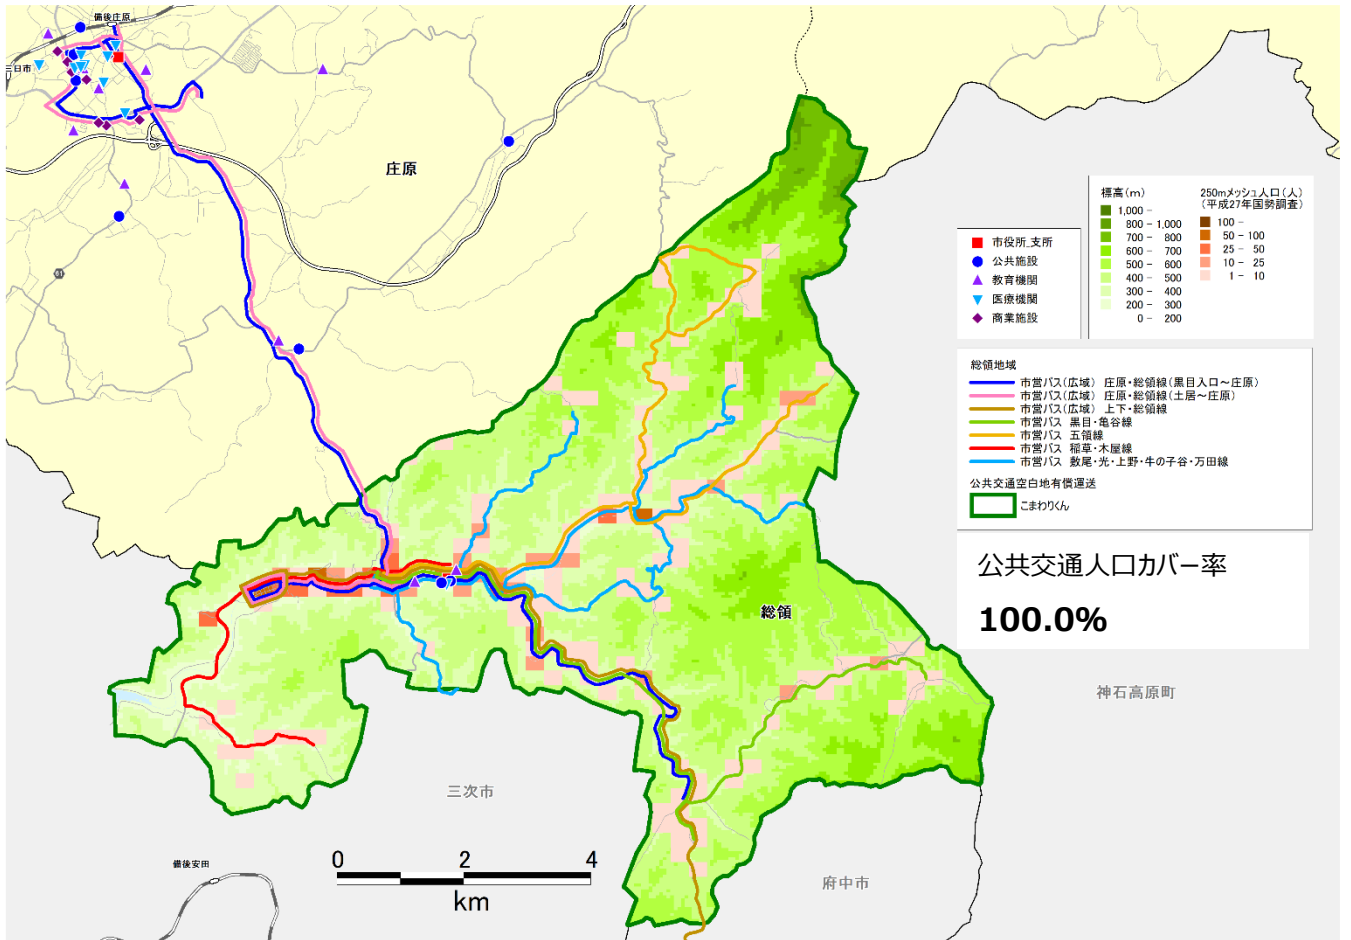 備後庄原
三日市
庄原
61
標高(m)
1,000 -
800 - 1,000
700 - 800
600 - 700
500 - 600
400 - 500
300 - 400
200 - 300
0 - 200
250mメッシュ人口(人)
(平成27年国勢調査)
100 -
50 - 100
25 - 50
10 - 25
1 - 10
市役所_支所
公共施設
教育機関
医療機関
商業施設
総領地域
市営バス(広域) 庄原・総領線(黒目入口~庄原)
市営バス(広域) 庄原・総領線(土居~庄原)
市営バス(広域) 上下・総領線
市営バス 黒目・亀谷線
市営バス 五領線
市営バス 稲草・木屋線
市営バス 数尾・光・上野・牛の子谷・万田線
公共交通空白地有償運送
こまわりくん
公共交通人口カバー率
100.0%
総領
神石高原町
三次市
府中市
備後安田
0 2 4
km